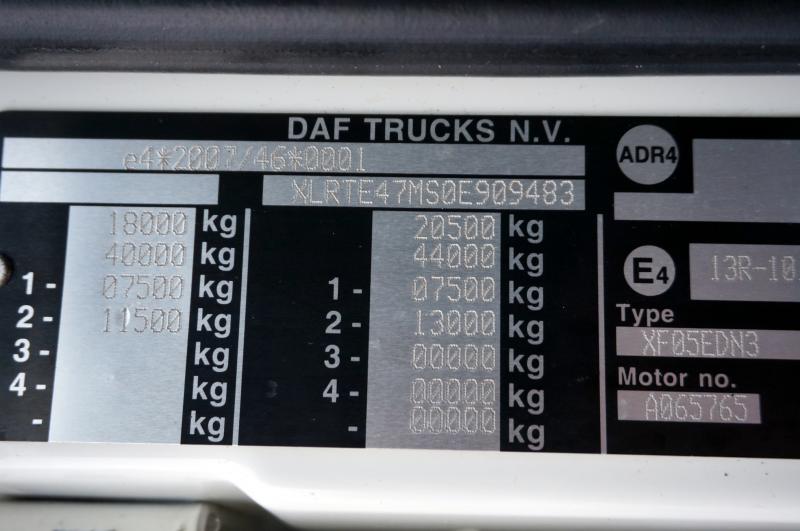 DAF TRUCKS N.V.
e4*2007/46*0001
ADR4
XLRTE47MS0E909483
18000 kg 20500 kg
40000 kg 44000 kg
1 - 07500 kg 1 - 07500 kg
2 - 11500 kg 2 - 13000 kg
3 - kg 3 - 00000 kg
4 - kg 4 - 00000 kg
- kg - 00000 kg
E4 13R-10
Type
XF05EDN3
Motor no.
A065765